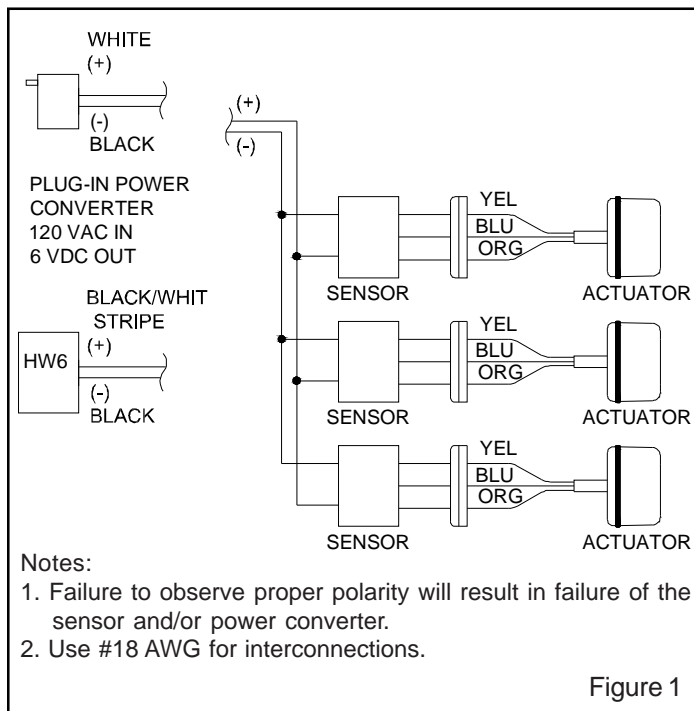 WHITE
(+)
(-)
BLACK
PLUG-IN POWER
CONVERTER
120 VAC IN
6 VDC OUT
BLACK/WHIT
STRIPE
HW6
(+)
(-)
BLACK
(+)
(-)
YEL
BLU
ORG
SENSOR
ACTUATOR
YEL
BLU
ORG
SENSOR
ACTUATOR
YEL
BLU
ORG
SENSOR
ACTUATOR
Notes:
1. Failure to observe proper polarity will result in failure of the
sensor and/or power converter.
2. Use #18 AWG for interconnections.
Figure 1